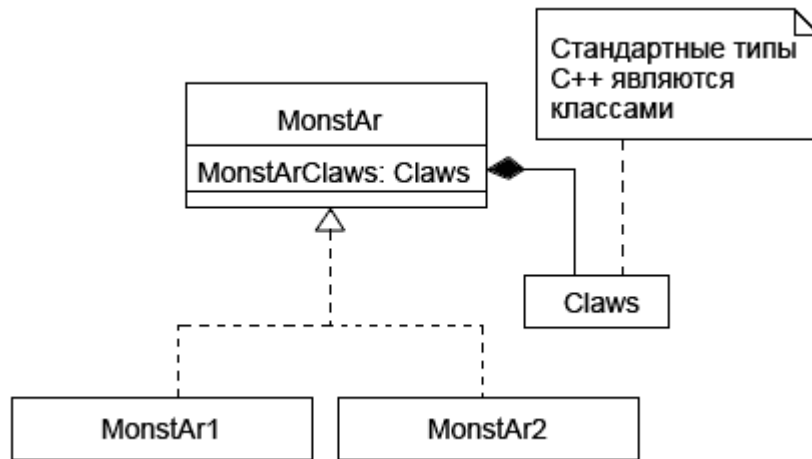 Стандартные типы
C++ являются
классами
MonstAr
MonstArClaws: Claws
Claws
MonstAr1
MonstAr2